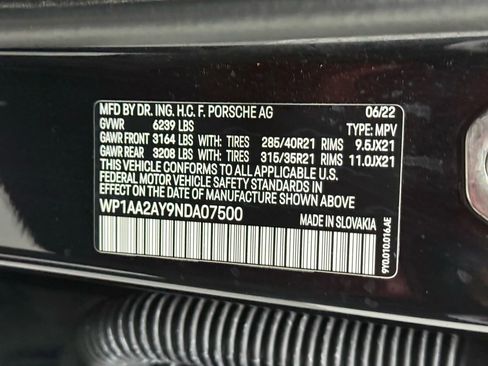 MFD BY DR. ING. H.C. F. PORSCHE AG 06/22
GVWR 6239 LBS TYPE: MPV
GAWR FRONT 3164 LBS WITH: TIRES 285/40R21 RIMS 9.5JX21
GAWR REAR 3208 LBS WITH: TIRES 315/35R21 RIMS 11.0JX21
THIS VEHICLE CONFORMS TO ALL APPLICABLE U.S.
FEDERAL MOTOR VEHICLE SAFETY STANDARDS IN
EFFECT ON THE DATE OF MANUFACTURE SHOWN ABOVE
WP1AA2AY9NDA07500 MADE IN SLOVAKIA
9Y0.010.016.AE